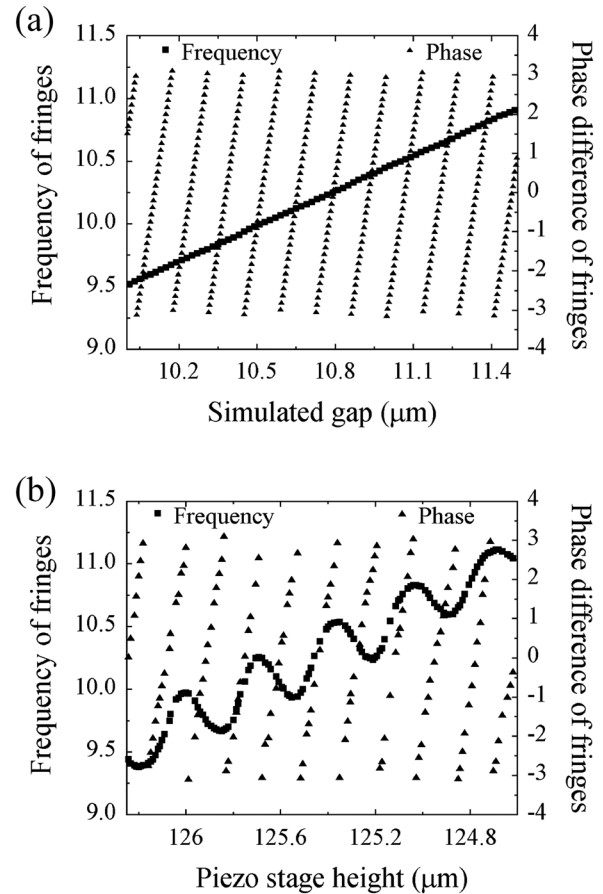 (a)
Frequency
Phase
11.5
11.0
10.5
10.0
9.5
9.0
Frequency of fringes
4
3
2
1
0
-1
-2
-3
-4
Phase difference of fringes
10.2 10.5 10.8 11.1 11.4
Simulated gap (μm)
(b)
Frequency
Phase
11.5
11.0
10.5
10.0
9.5
9.0
Frequency of fringes
4
3
2
1
0
-1
-2
-3
-4
Phase difference of fringes
126 125.6 125.2 124.8
Piezo stage height (μm)